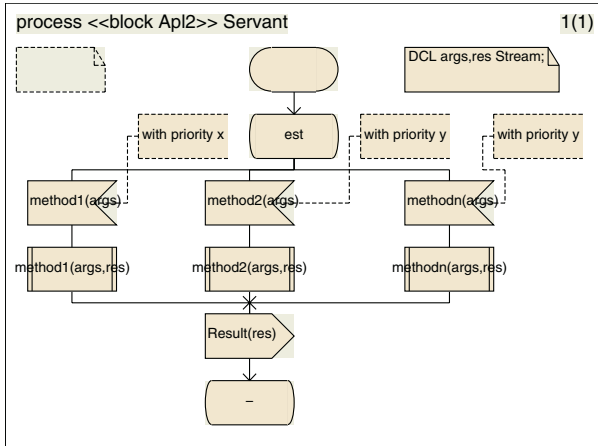 process <<block Apl2>> Servant
1(1)
DCL args,res Stream;
with priority x
est
with priority y
with priority y
method1(args)
method2(args)
methodn(args)
method1(args,res)
method2(args,res)
methodn(args,res)
Result(res)
–